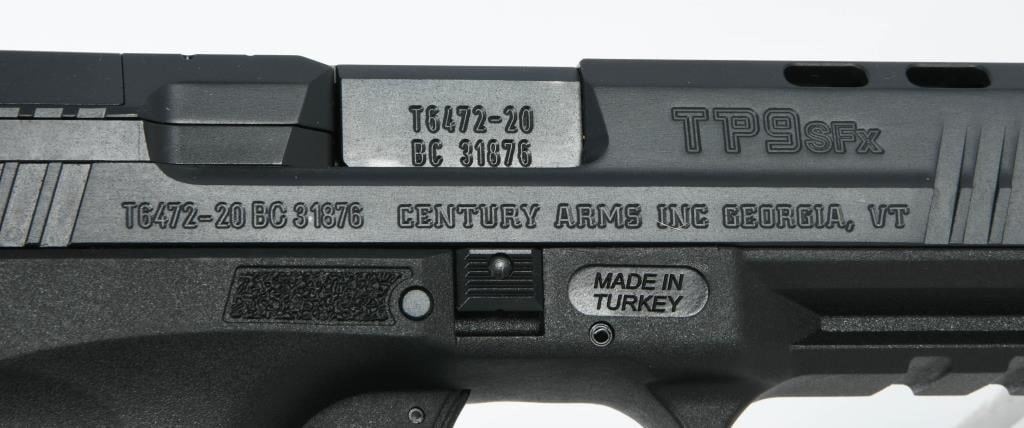 T6472-20
BC 31876
TP9SFx
T6472-20 BC 31876 CENTURY ARMS INC GEORGIA, VT
MADE IN
TURKEY